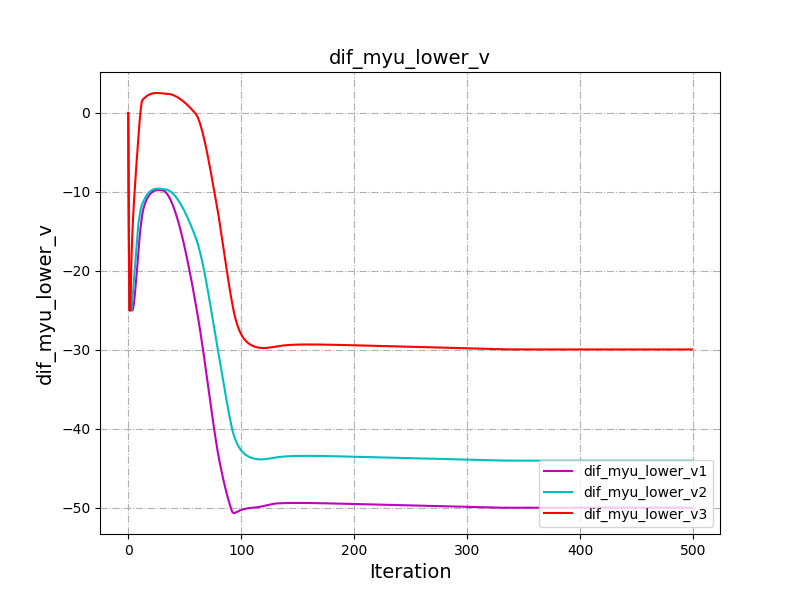 dif_myu_lower_v
dif_myu_lower_v
0
−10
−20
−30
−40
−50
0
100
200
300
400
500
Iteration
dif_myu_lower_v1
dif_myu_lower_v2
dif_myu_lower_v3